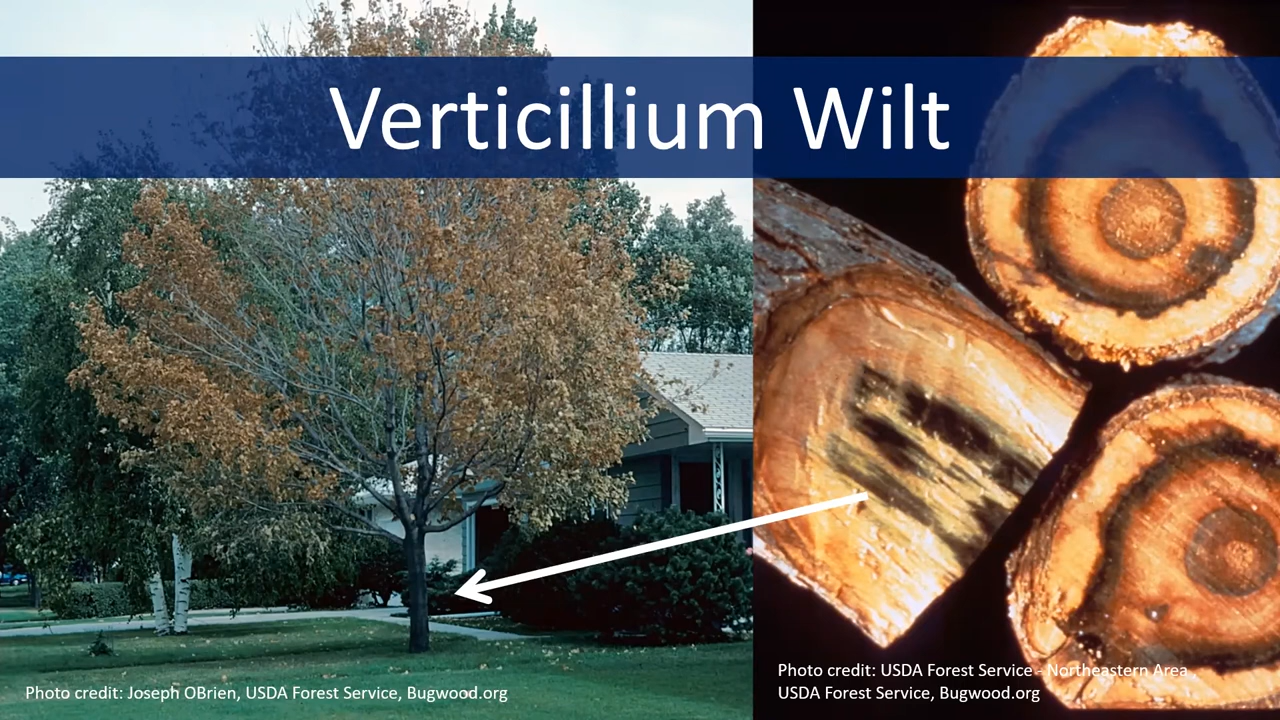 Verticillium Wilt
Photo credit: Joseph OBrien, USDA Forest Service, Bugwood.org
Photo credit: USDA Forest Service - Northeastern Area ,
USDA Forest Service, Bugwood.org